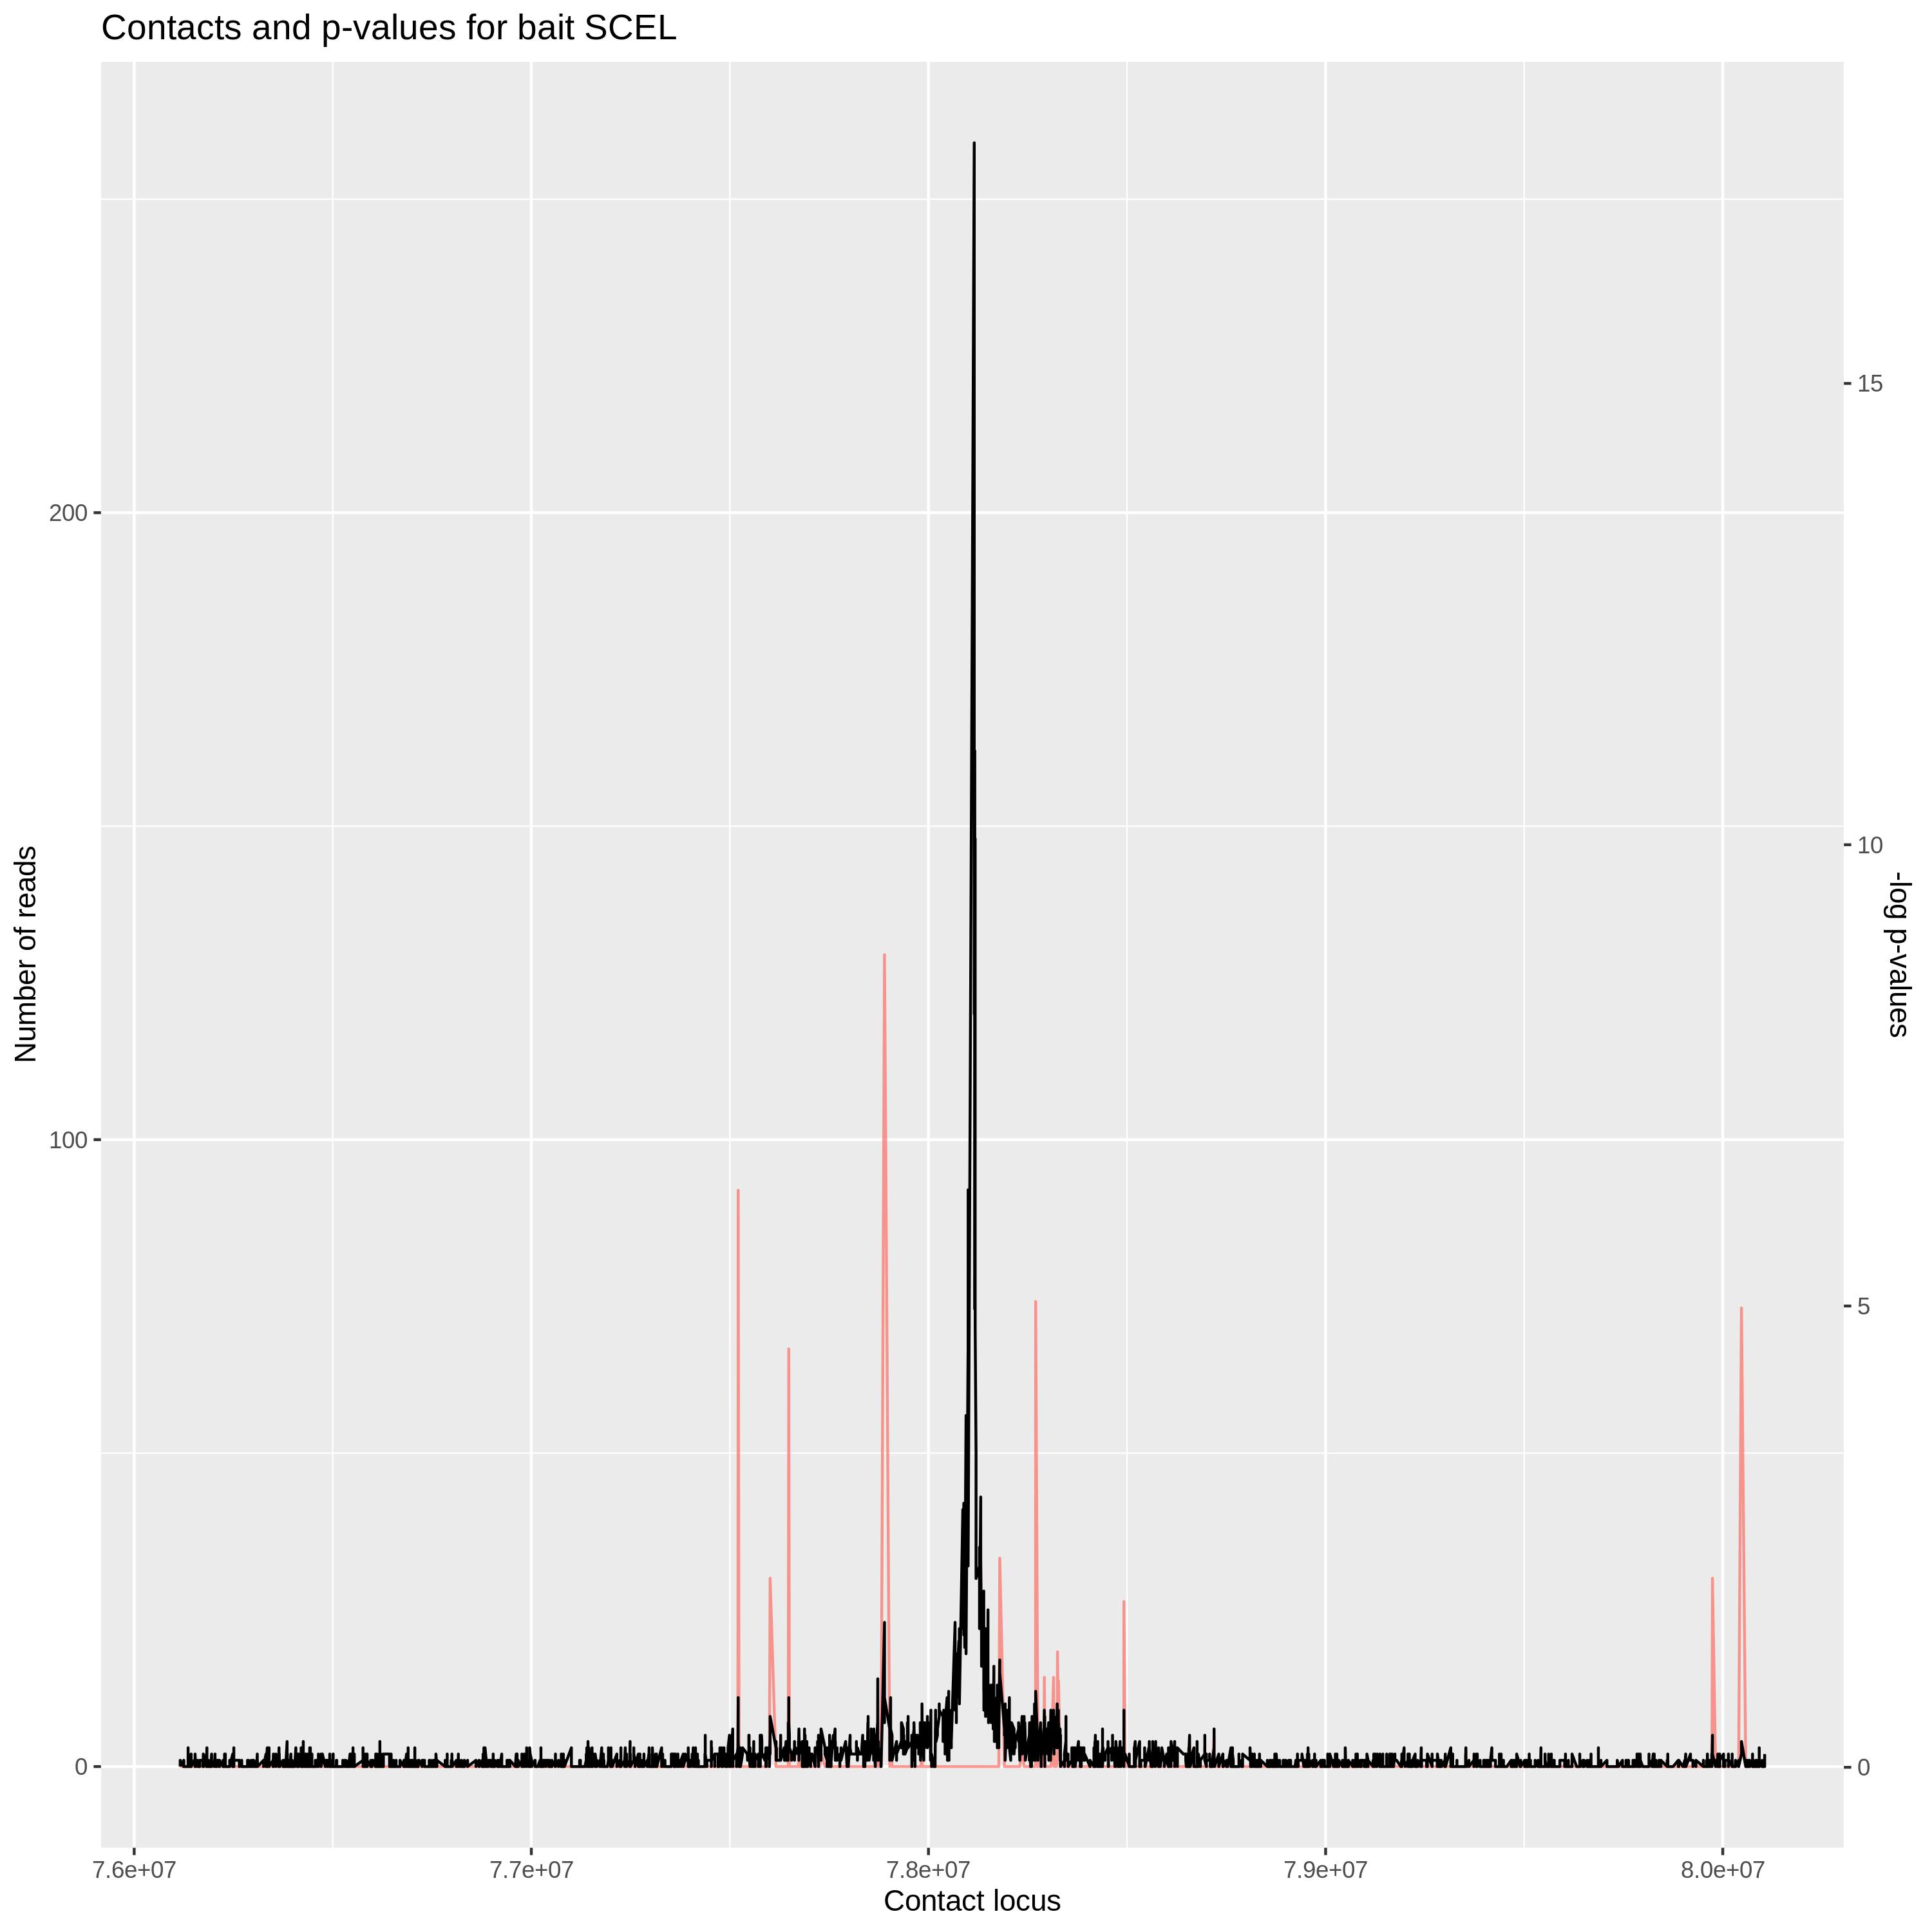 Contacts and p-values for bait SCEL
Number of reads
200
100
0
15
10
5
0
-log p-values
7.6e+07
7.7e+07
7.8e+07
7.9e+07
8.0e+07
Contact locus